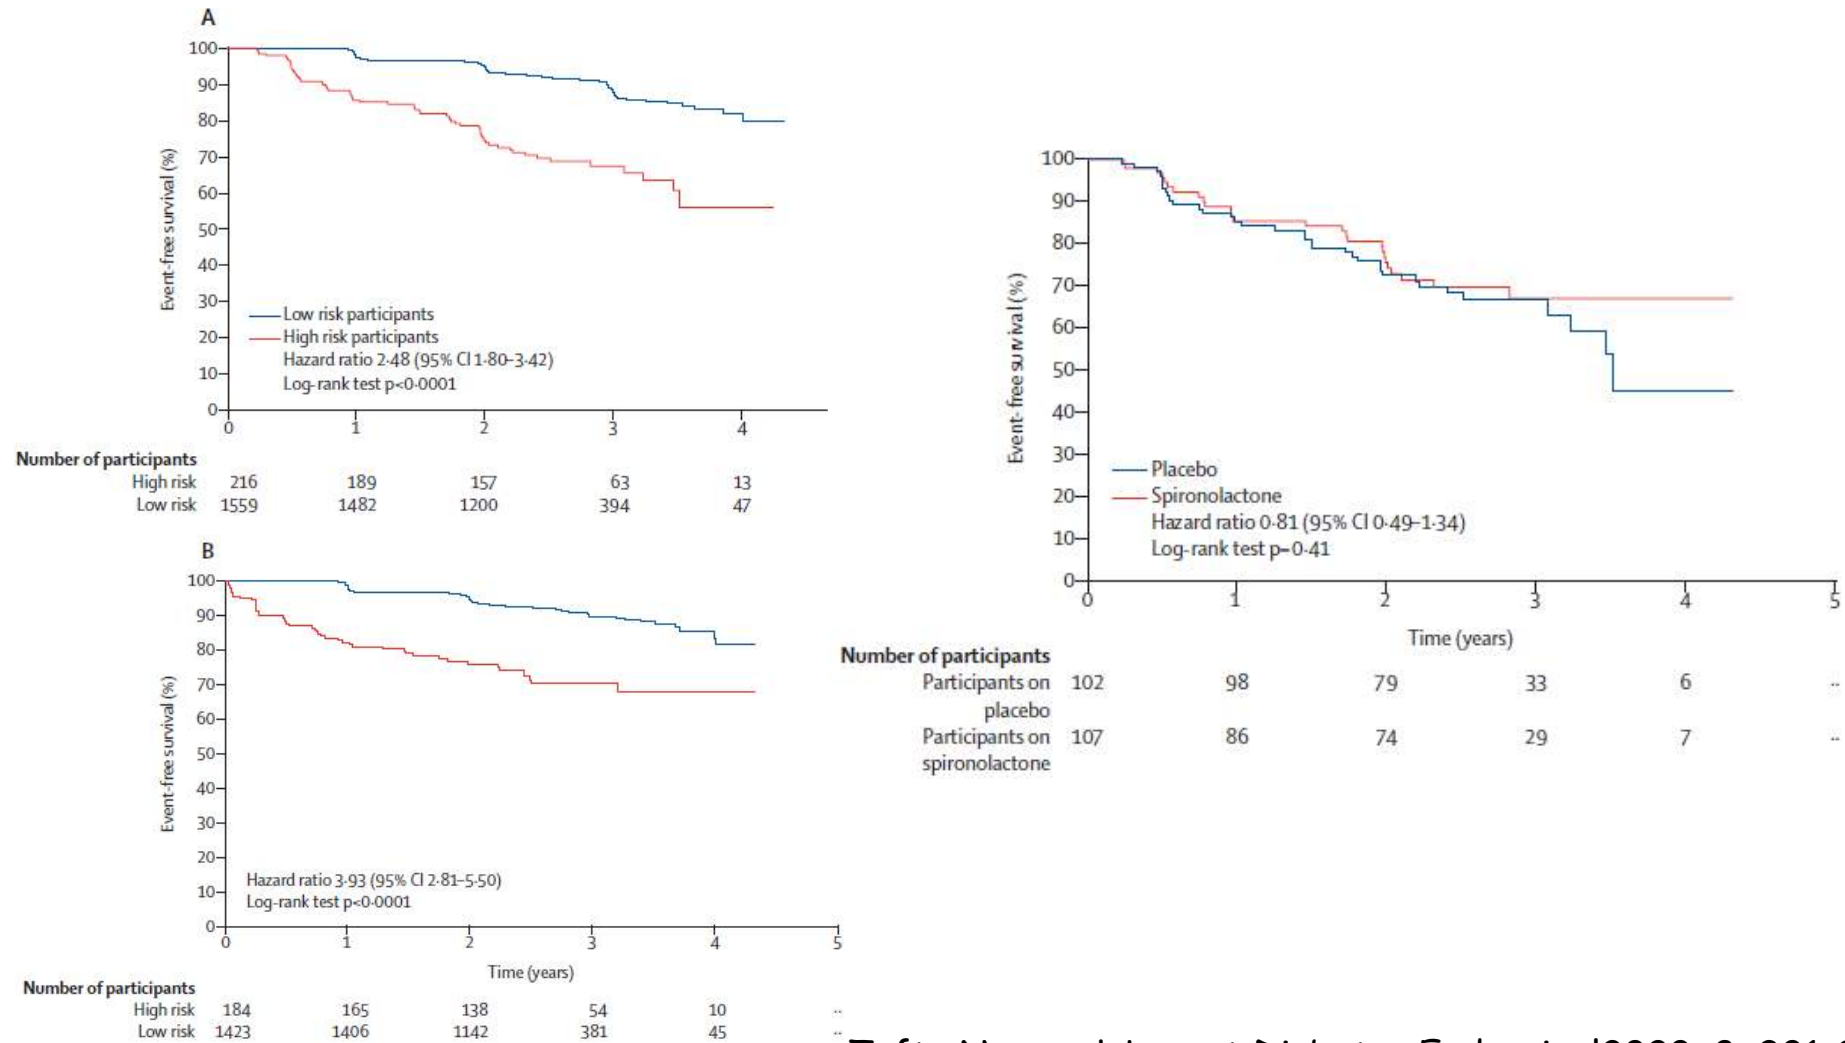 A
100
90
80
70
60
50
40
30
20
10
0
Event-free survival (%)
Low risk participants
High risk participants
Hazard ratio 2·48 (95% CI 1·80–3·42)
Log-rank test p<0·0001
0 1 2 3 4
Number of participants
High risk 216 189 157 63 13
Low risk 1559 1482 1200 394 47
B
100
90
80
70
60
50
40
30
20
10
0
Event-free survival (%)
Hazard ratio 3·93 (95% CI 2·81–5·50)
Log-rank test p<0·0001
0 1 2 3 4 5
Time (years)
Number of participants
High risk 184 165 138 54 10 ··
Low risk 1423 1406 1142 381 45 ··
100
90
80
70
60
50
40
30
20
10
0
Event-free survival (%)
Placebo
Spironolactone
Hazard ratio 0·81 (95% CI 0·49–1·34)
Log-rank test p=0·41
0 1 2 3 4 5
Time (years)
Number of participants
Participants on 102 98 79 33 6 ··
placebo
Participants on 107 86 74 29 7 ··
spironolactone